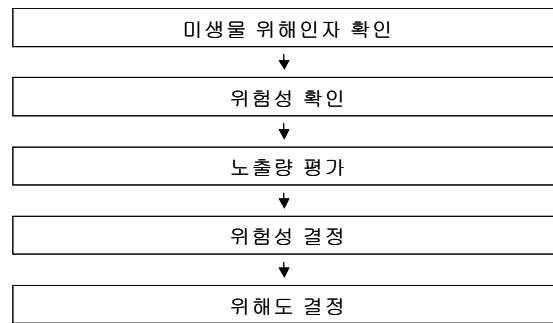 미생물 위해인자 확인
위험성 확인
노출량 평가
위험성 결정
위해도 결정